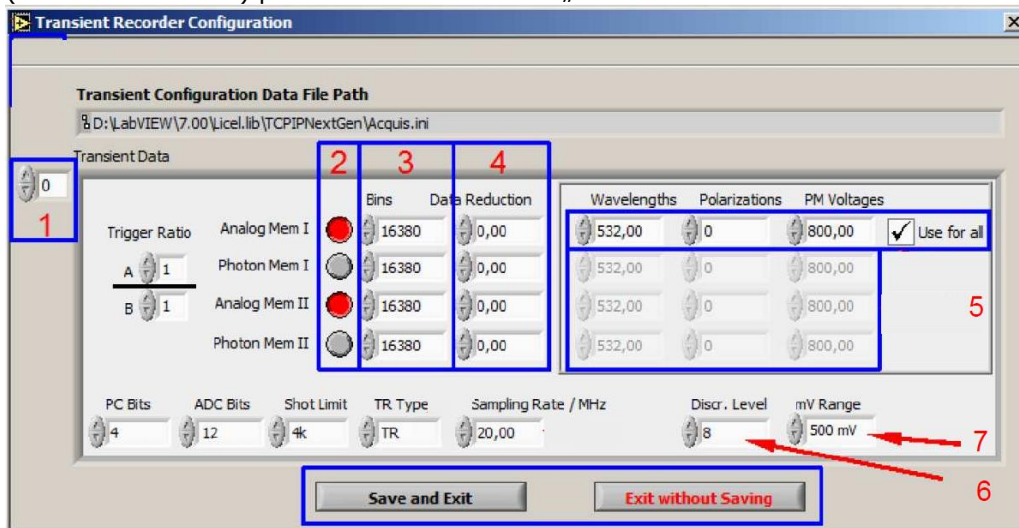 Transient Recorder Configuration
Transient Configuration Data File Path
D:\LabVIEW\7.00\Licel.lib\TCPIPNextGen\Acquis.ini
Transient Data
0
1
2 3 4
Bins Data Reduction Wavelengths Polarizations PM Voltages
Trigger Ratio
A 1
B 1
Analog Mem I 16380 0,00 532,00 0 800,00 Use for all
Photon Mem I 16380 0,00 532,00 0 800,00
Analog Mem II 16380 0,00 532,00 0 800,00
Photon Mem II 16380 0,00 532,00 0 800,00
5
PC Bits ADC Bits Shot Limit TR Type Sampling Rate / MHz Discr. Level mV Range
4 12 4k TR 20,00 8 500 mV
7
6
Save and Exit Exit without Saving